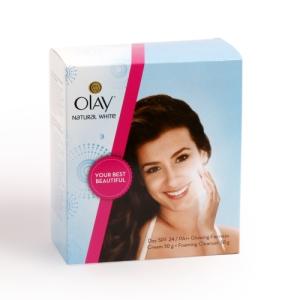 OLAY
NATURAL WHITE
YOUR BEST
BEAUTIFUL
Day SPF 24 / PA++ Glowing Fairness
Cream 50 g + Foaming Cleanser 50 g